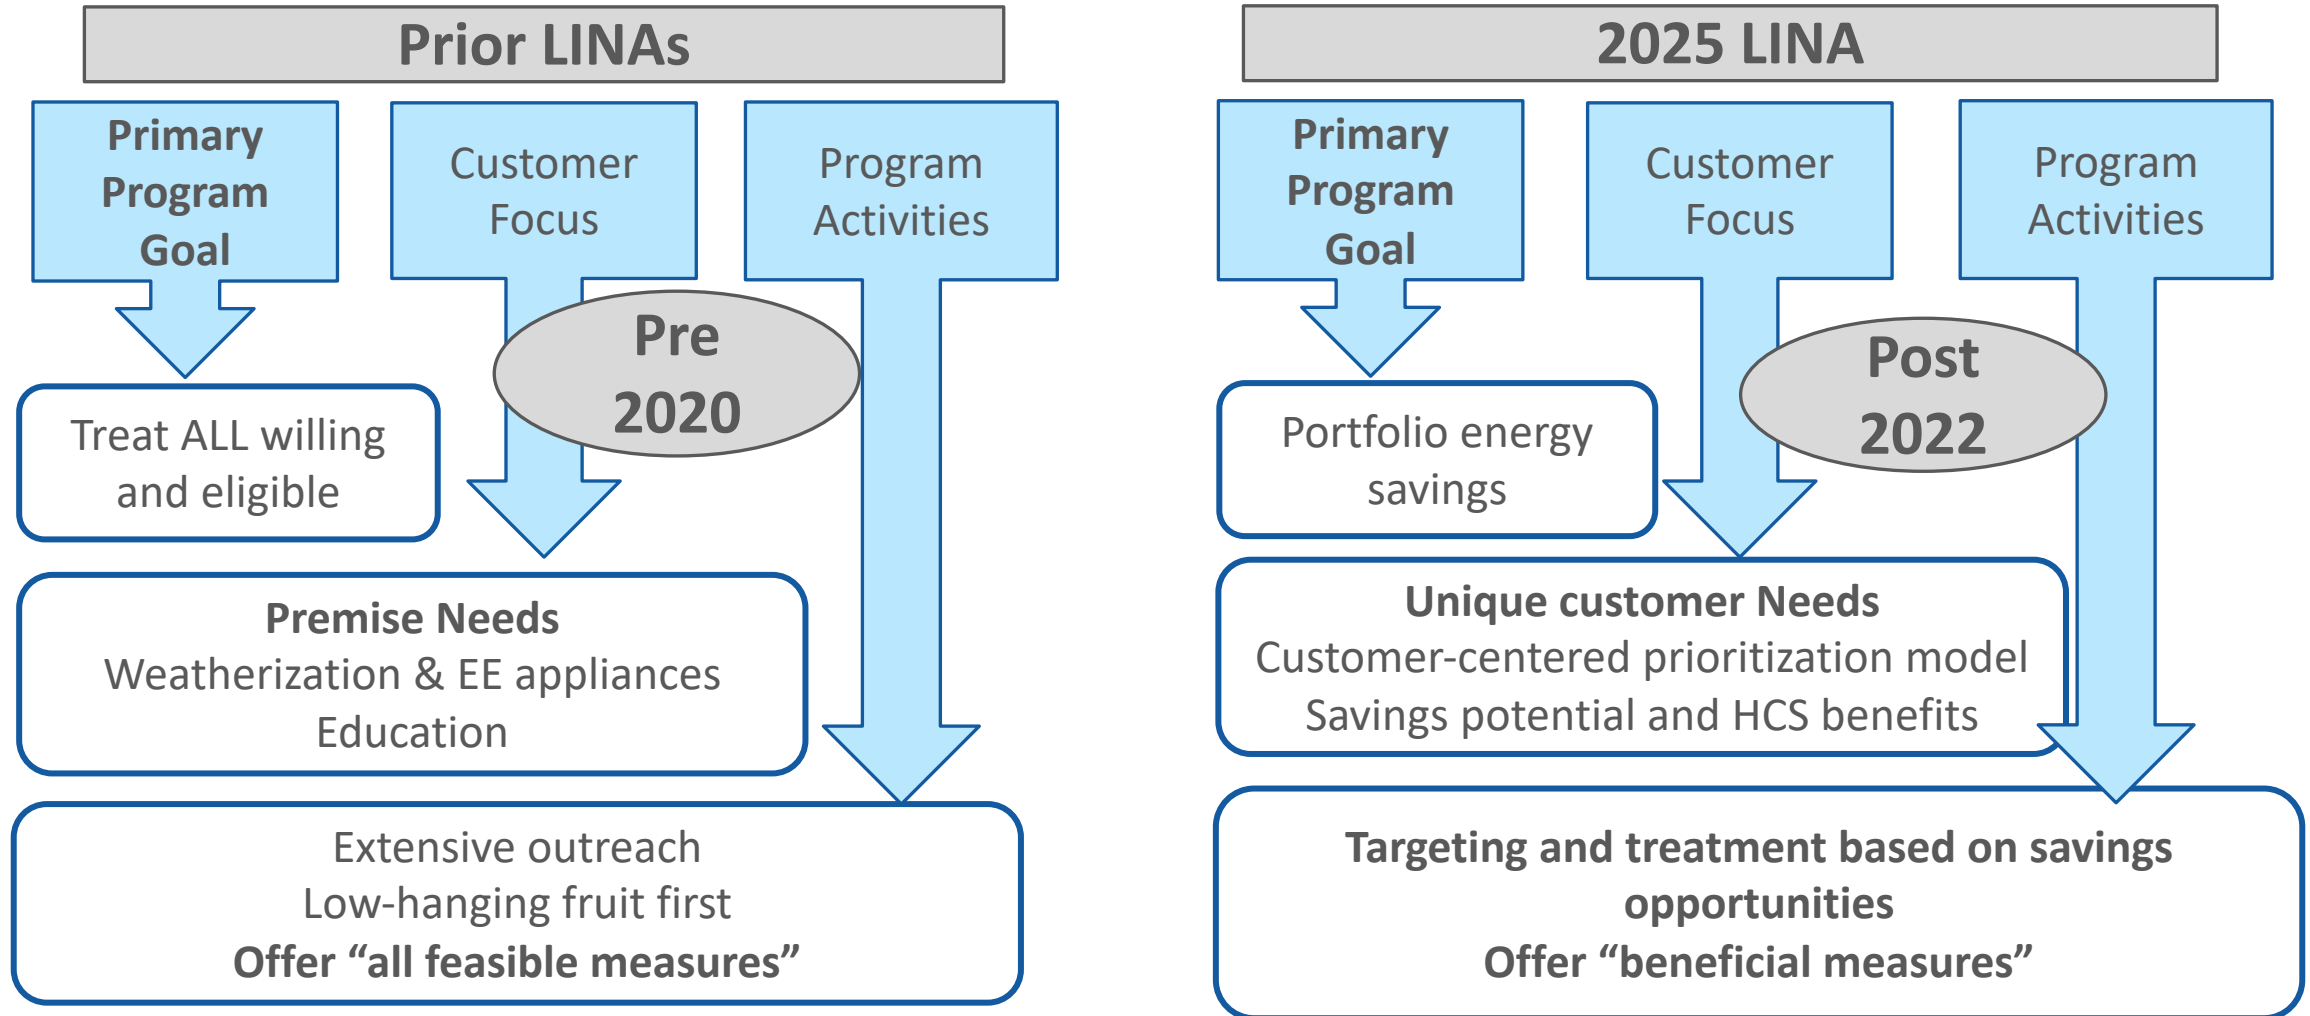 Prior LINAs
Primary
Program
Goal
Customer
Focus
Program
Activities
Pre
2020
Treat ALL willing
and eligible
Premise Needs
Weatherization & EE appliances
Education
Extensive outreach
Low-hanging fruit first
Offer “all feasible measures”
2025 LINA
Primary
Program
Goal
Customer
Focus
Program
Activities
Post
2022
Portfolio energy
savings
Unique customer Needs
Customer-centered prioritization model
Savings potential and HCS benefits
Targeting and treatment based on savings
opportunities
Offer “beneficial measures”